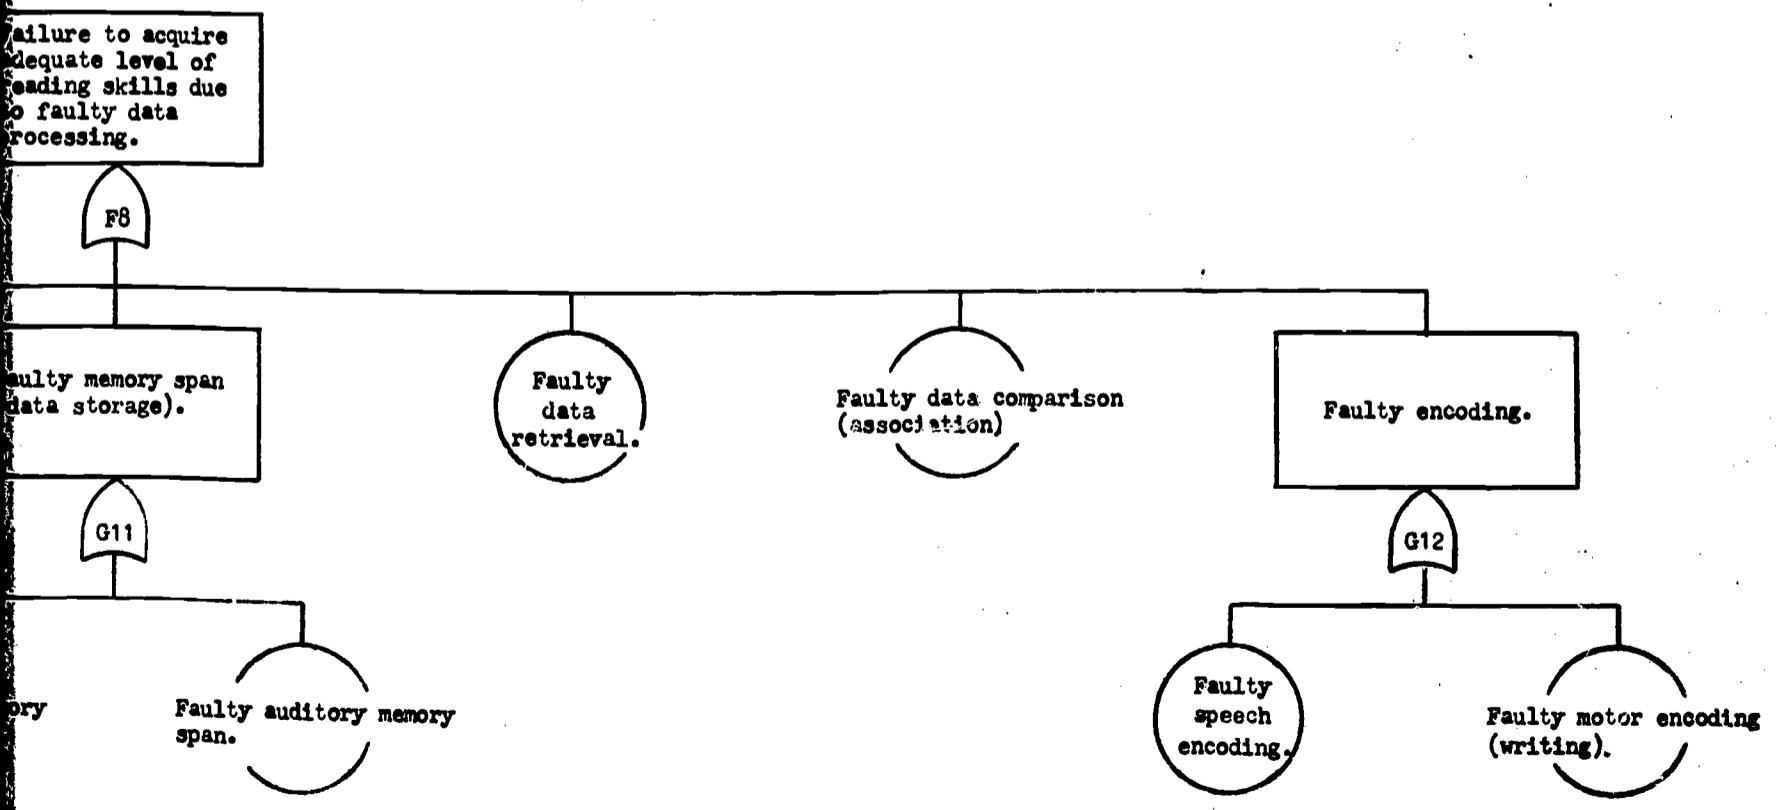 ailure to acquire
dequate level of
eading skills due
o faulty data
rocessing.
F8
aulty memory span
data storage).
Faulty
data
retrieval.
Faulty data comparison
(association)
Faulty encoding.
G11
G12
ory
Faulty auditory memory
span.
Faulty
speech
encoding.
Faulty motor encoding
(writing).